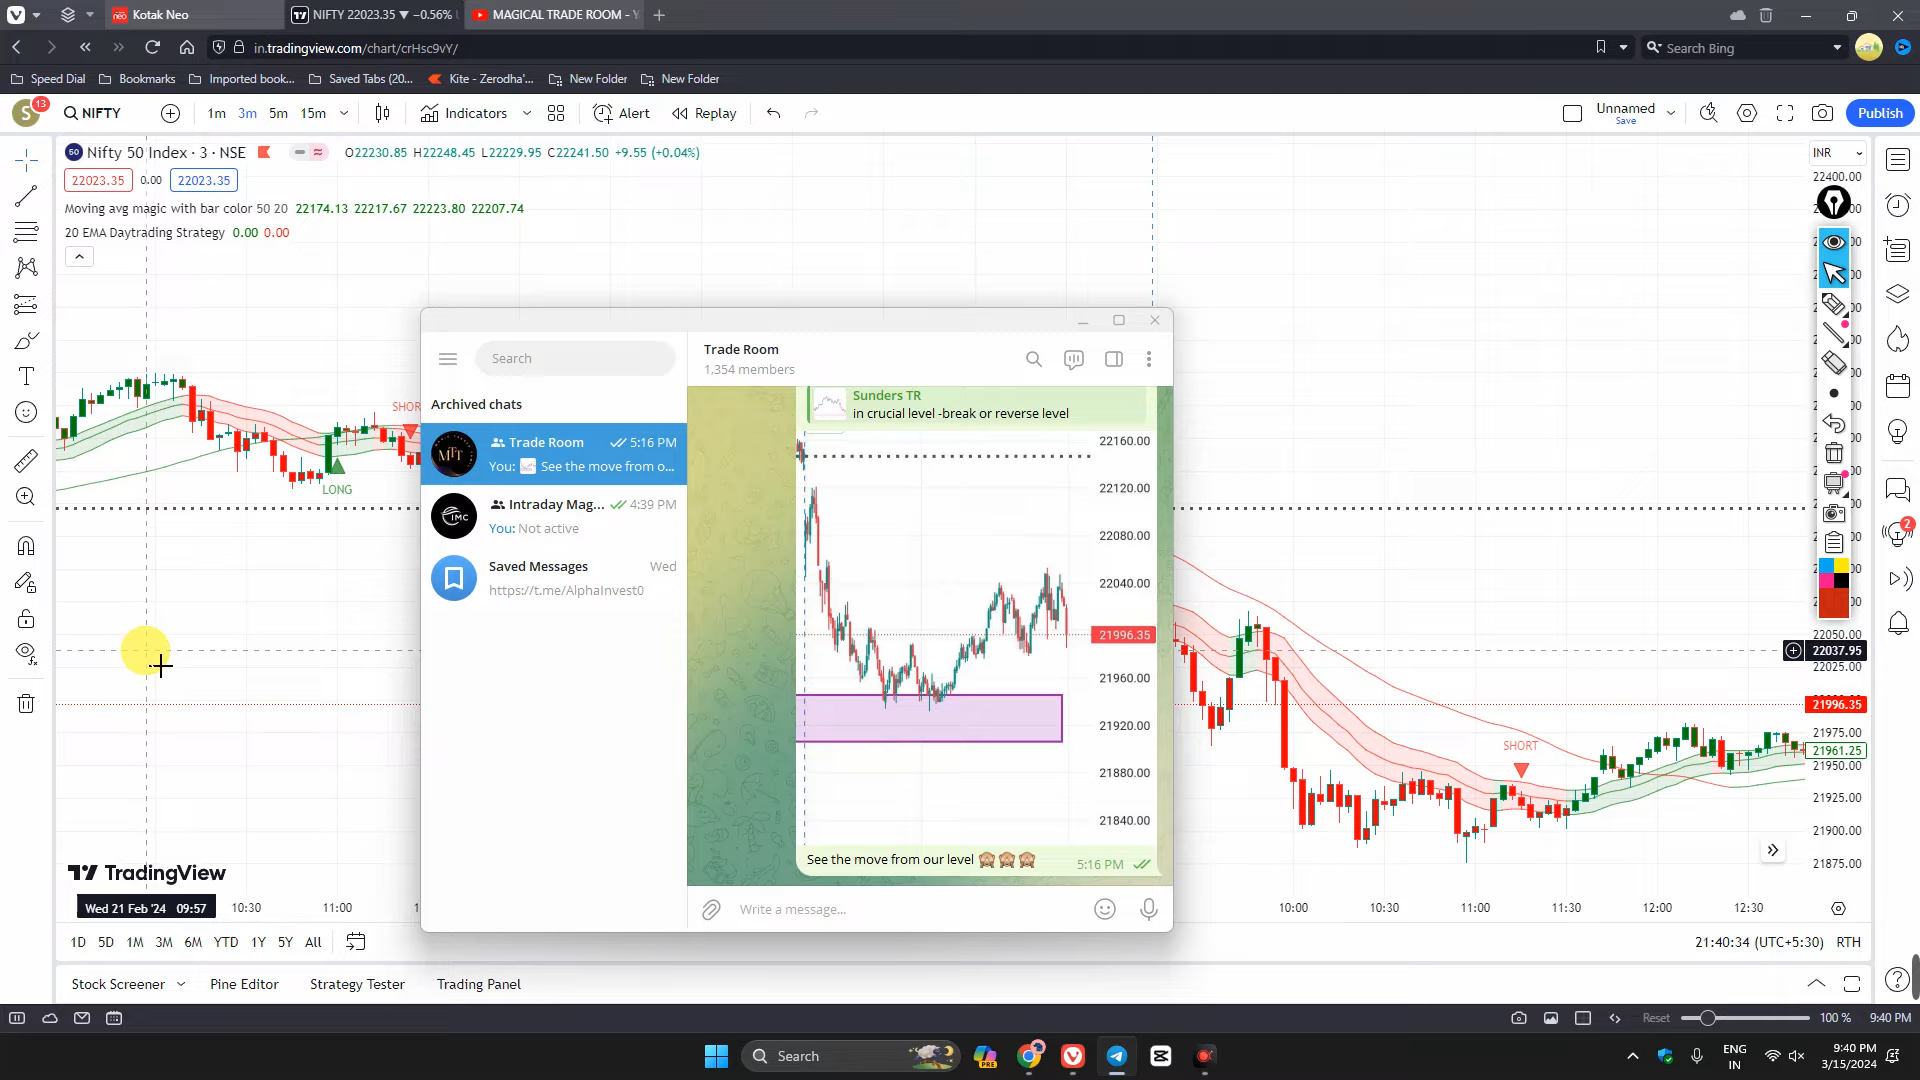 Kotak Neo
NIFTY 22023.35 ▼ −0.56%
MAGICAL TRADE ROOM - Y
in.tradingview.com/chart/crHsc9vY/
Search Bing
Speed Dial
Bookmarks
Imported book...
Saved Tabs (20...
Kite - Zerodha'...
New Folder
New Folder
S
13
NIFTY
1m
3m
5m
15m
Indicators
Alert
Replay
Unnamed
Save
Publish
50
Nifty 50 Index · 3 · NSE
O22230.85 H22248.45 L22229.95 C22241.50 +9.55 (+0.04%)
INR
22023.35
0.00
22023.35
Moving avg magic with bar color 50 20 22174.13 22217.67 22223.80 22207.74
20 EMA Daytrading Strategy 0.00 0.00
22400.00
SHOR
LONG
Search
Archived chats
Trade Room
5:16 PM
You: See the move from o...
IMC
Intraday Mag...
4:39 PM
You: Not active
Saved Messages
Wed
https://t.me/AlphaInvest0
Trade Room
1,354 members
Sunders TR
in crucial level -break or reverse level
22160.00
22120.00
22080.00
22040.00
21996.35
21960.00
21920.00
21880.00
21840.00
See the move from our level 🙈🙈🙈
5:16 PM
Write a message...
22050.00
22037.95
22025.00
21996.35
21975.00
21961.25
21950.00
21925.00
21900.00
21875.00
SHORT
2
TradingView
Wed 21 Feb '24 09:57
10:30
11:00
1
10:00
10:30
11:00
11:30
12:00
12:30
1D
5D
1M
3M
6M
YTD
1Y
5Y
All
21:40:34 (UTC+5:30)
RTH
Stock Screener
Pine Editor
Strategy Tester
Trading Panel
Reset
100 %
9:40 PM
Search
PRE
ENG
IN
9:40 PM
3/15/2024